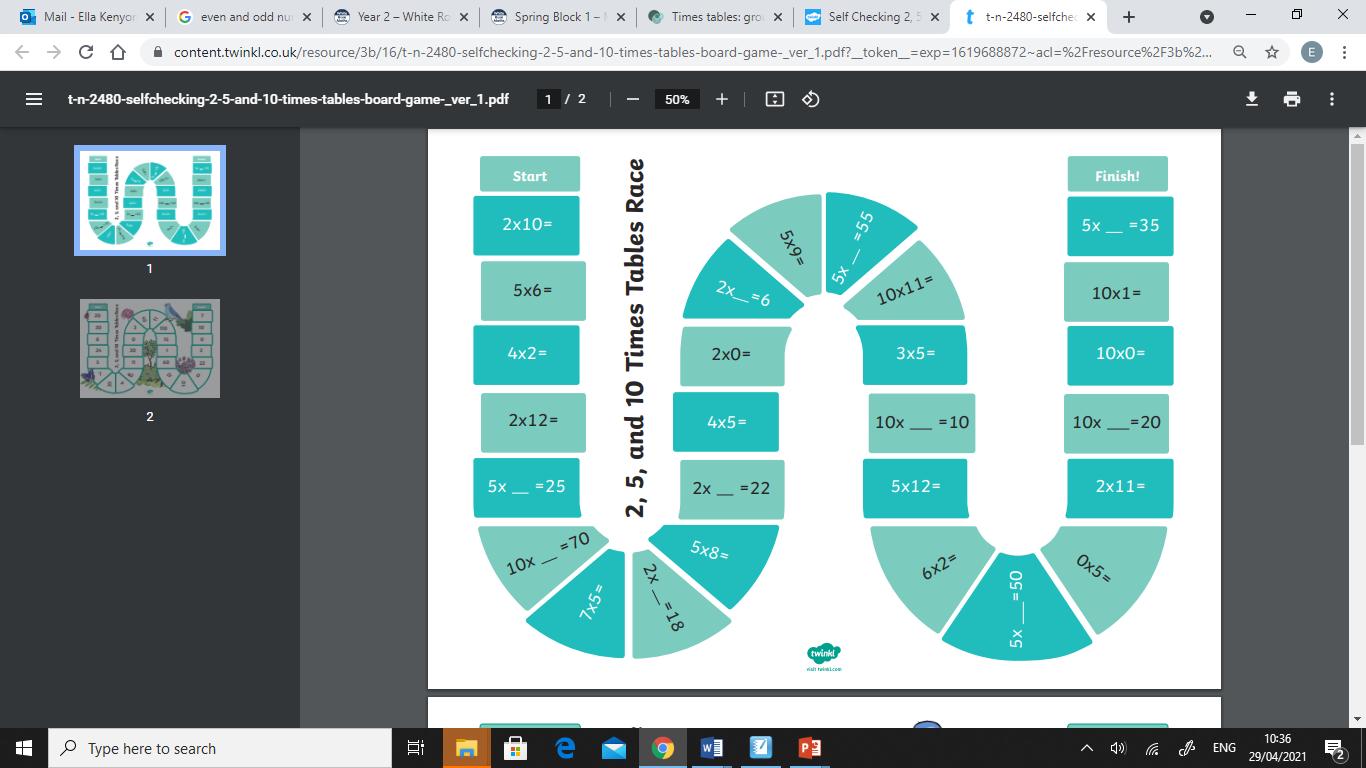 Mail - Ella Kenyor
even and odd nu
Year 2 – White Ro
Spring Block 1 –
Times tables: gro
Self Checking 2, 5
t-n-2480-selfchec
content.twinkl.co.uk/resource/3b/16/t-n-2480-selfchecking-2-5-and-10-times-tables-board-game-_ver_1.pdf?__token__=exp=1619688872~acl=%2Fresource%2F3b%2...
E
t-n-2480-selfchecking-2-5-and-10-times-tables-board-game-_ver_1.pdf
1 / 2
50%
1
2
2, 5, and 10 Times Tables Race
Start
2x10=
5x6=
4x2=
2x12=
5x __ =25
10x __ =70
7x5=
2x __ =18
5x8=
2x __ =22
4x5=
2x0=
2x__ =6
5x9=
5x __ =55
10x11=
3x5=
10x __ =10
5x12=
6x2=
5x __ =50
0x5=
2x11=
10x __=20
10x0=
10x1=
5x __ =35
Finish!
twinkl
visit twinkl.com
Type here to search
ENG
10:36
29/04/2021
2